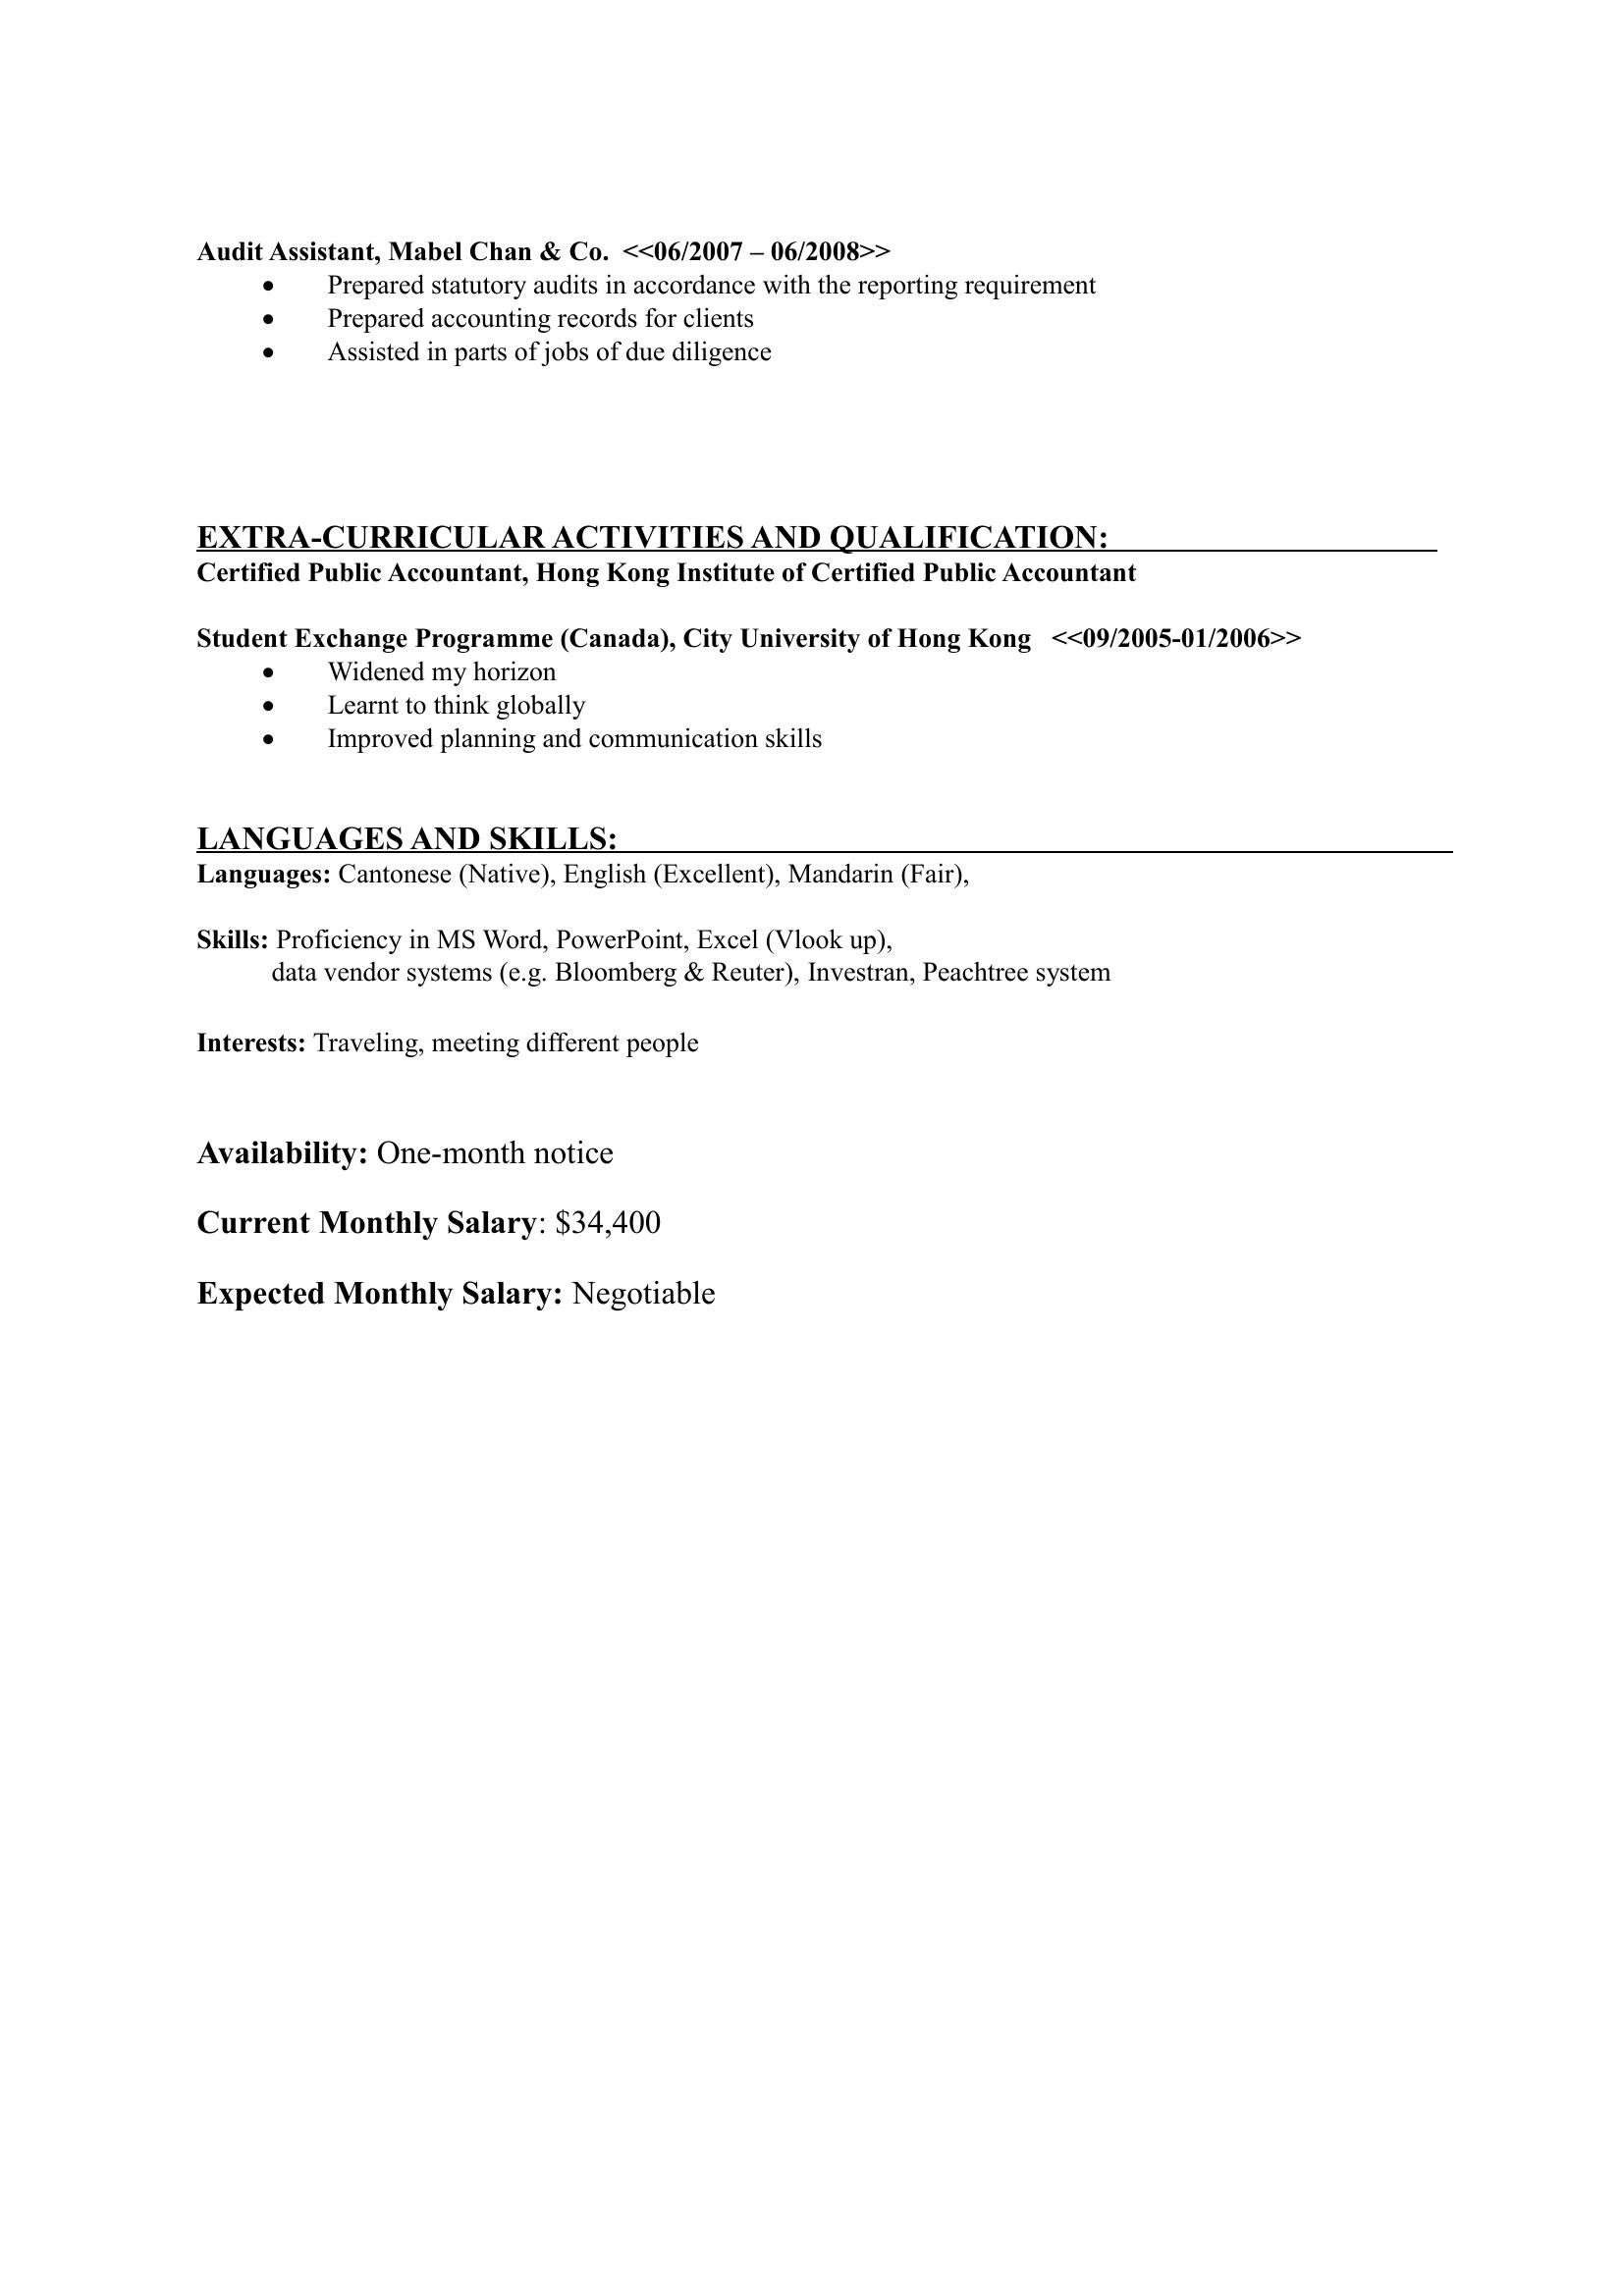 Audit Assistant, Mabel Chan & Co.  <<06/2007 – 06/2008>>
• Prepared statutory audits in accordance with the reporting requirement
• Prepared accounting records for clients
• Assisted in parts of jobs of due diligence
EXTRA-CURRICULAR ACTIVITIES AND QUALIFICATION:
Certified Public Accountant, Hong Kong Institute of Certified Public Accountant
Student Exchange Programme (Canada), City University of Hong Kong   <<09/2005-01/2006>>
• Widened my horizon
• Learnt to think globally
• Improved planning and communication skills
LANGUAGES AND SKILLS:
Languages: Cantonese (Native), English (Excellent), Mandarin (Fair),
Skills: Proficiency in MS Word, PowerPoint, Excel (Vlook up),
data vendor systems (e.g. Bloomberg & Reuter), Investran, Peachtree system
Interests: Traveling, meeting different people
Availability: One-month notice
Current Monthly Salary: $34,400
Expected Monthly Salary: Negotiable